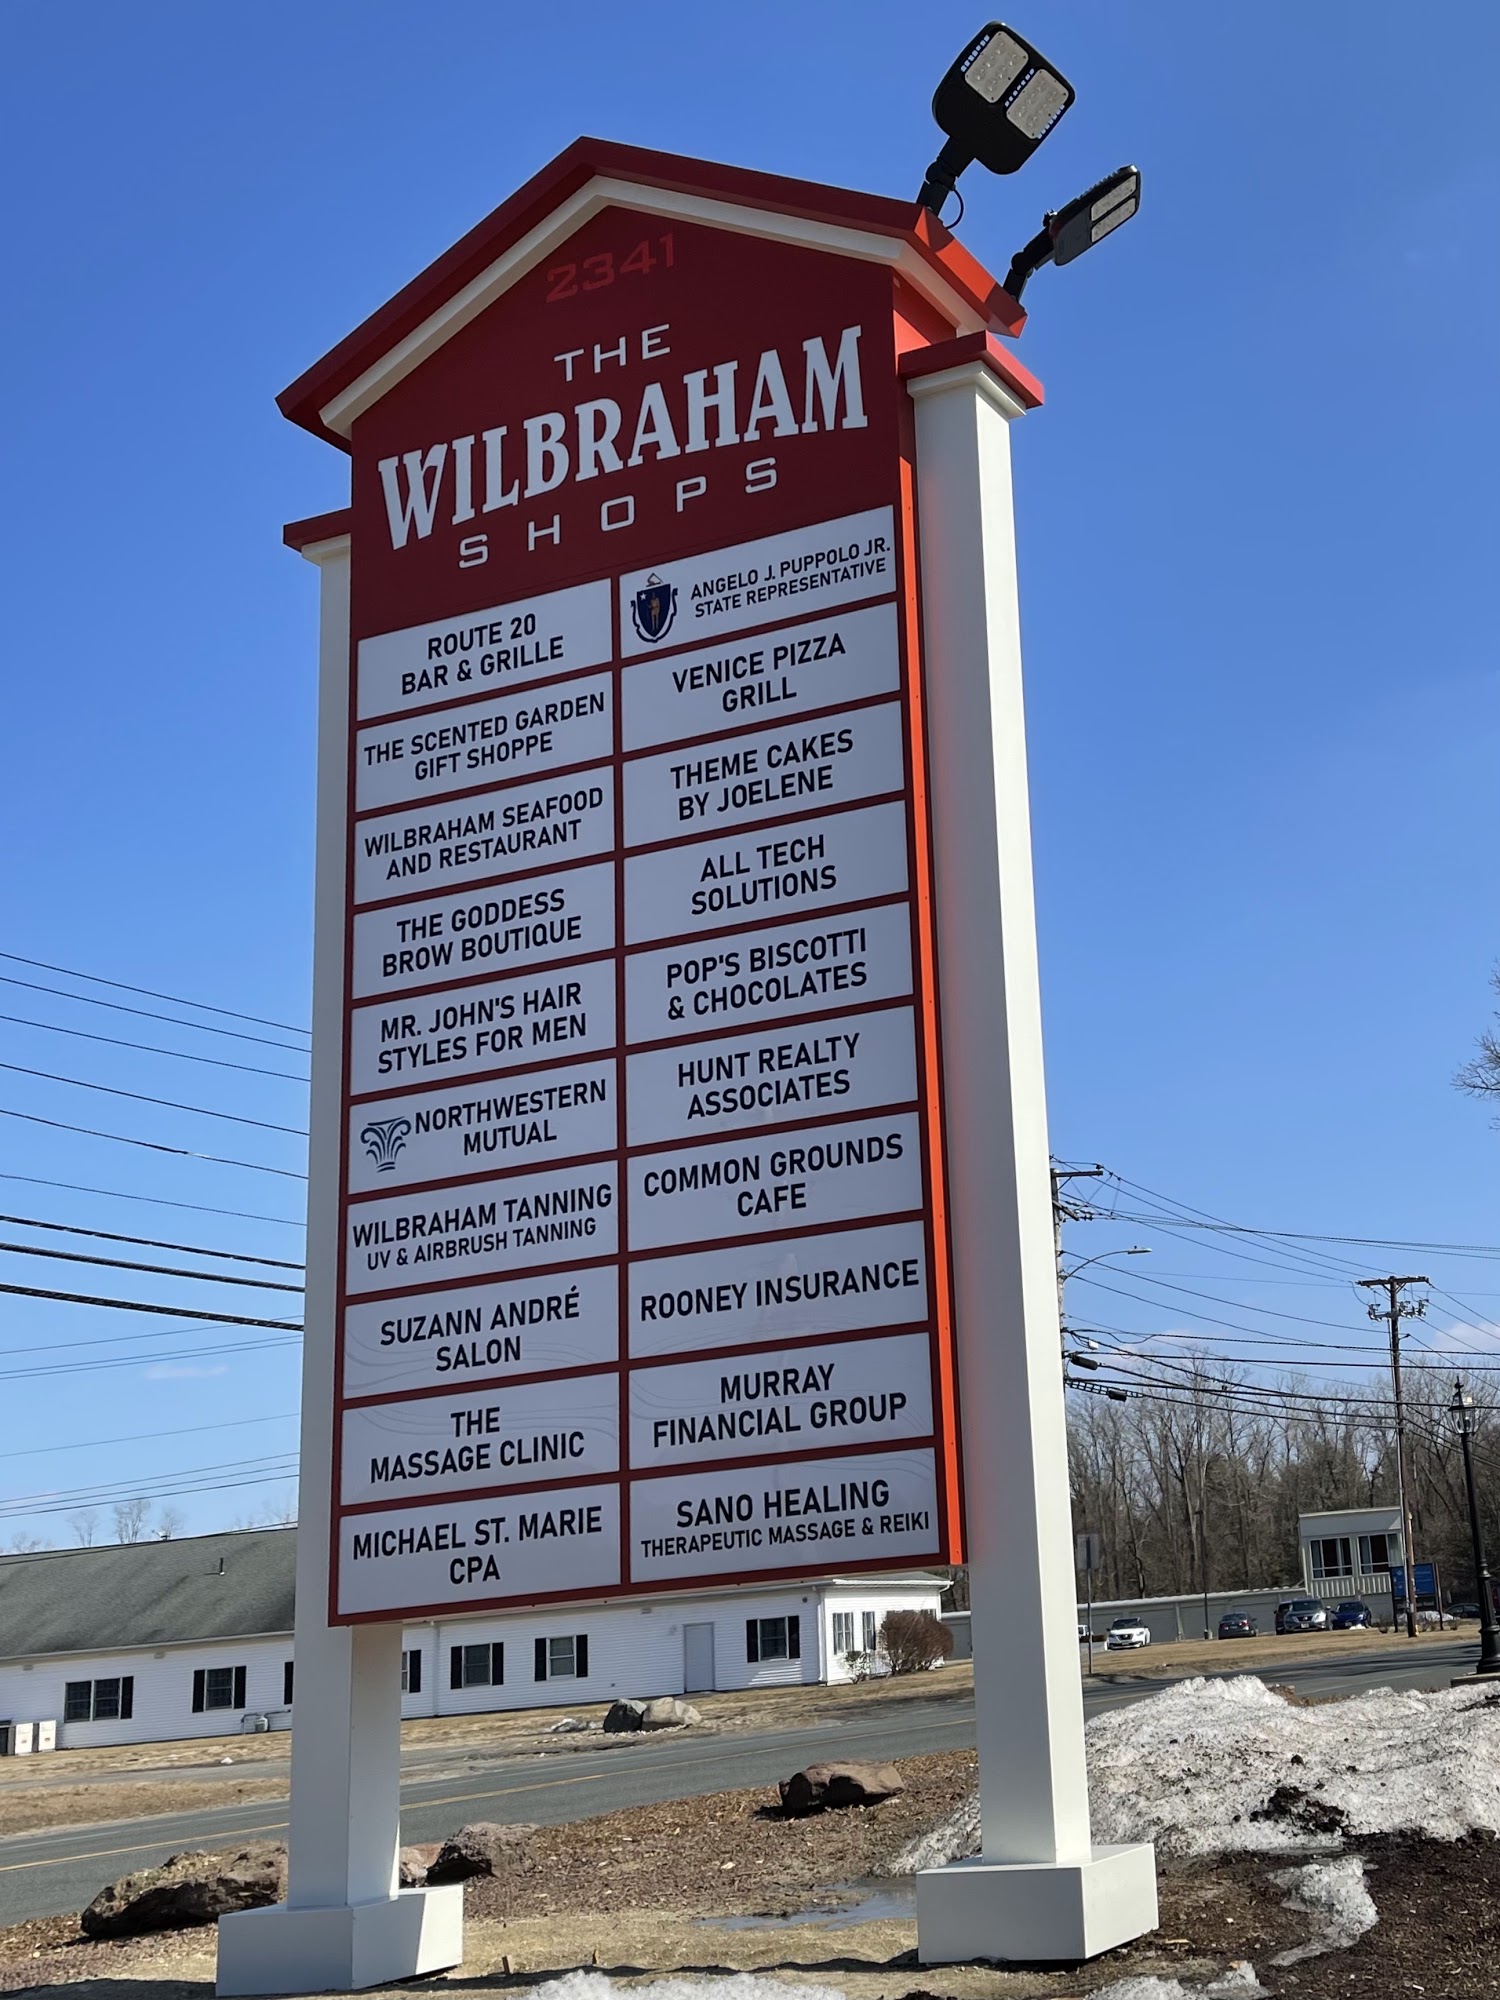 2341
THE
WILBRAHAM
SHOPS
ROUTE 20
BAR & GRILLE
THE SCENTED GARDEN
GIFT SHOPPE
WILBRAHAM SEAFOOD
AND RESTAURANT
THE GODDESS
BROW BOUTIQUE
MR. JOHN'S HAIR
STYLES FOR MEN
NORTHWESTERN
MUTUAL
WILBRAHAM TANNING
UV & AIRBRUSH TANNING
SUZANN ANDRÉ
SALON
THE
MASSAGE CLINIC
MICHAEL ST. MARIE
CPA
ANGELO J. PUPPOLO JR.
STATE REPRESENTATIVE
VENICE PIZZA
GRILL
THEME CAKES
BY JOELENE
ALL TECH
SOLUTIONS
POP'S BISCOTTI
& CHOCOLATES
HUNT REALTY
ASSOCIATES
COMMON GROUNDS
CAFE
ROONEY INSURANCE
MURRAY
FINANCIAL GROUP
SANO HEALING
THERAPEUTIC MASSAGE & REIKI